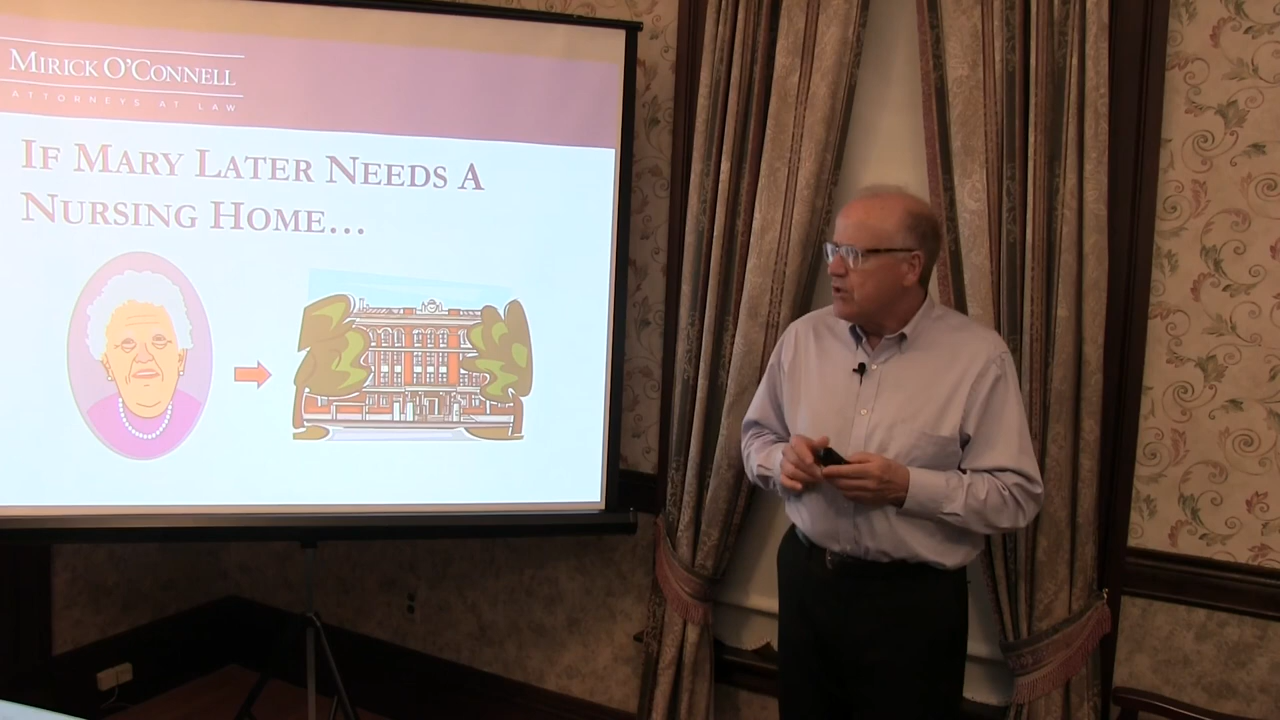 MIRICK O'CONNELL
ATTORNEYS AT LAW
IF MARY LATER NEEDS A
NURSING HOME...